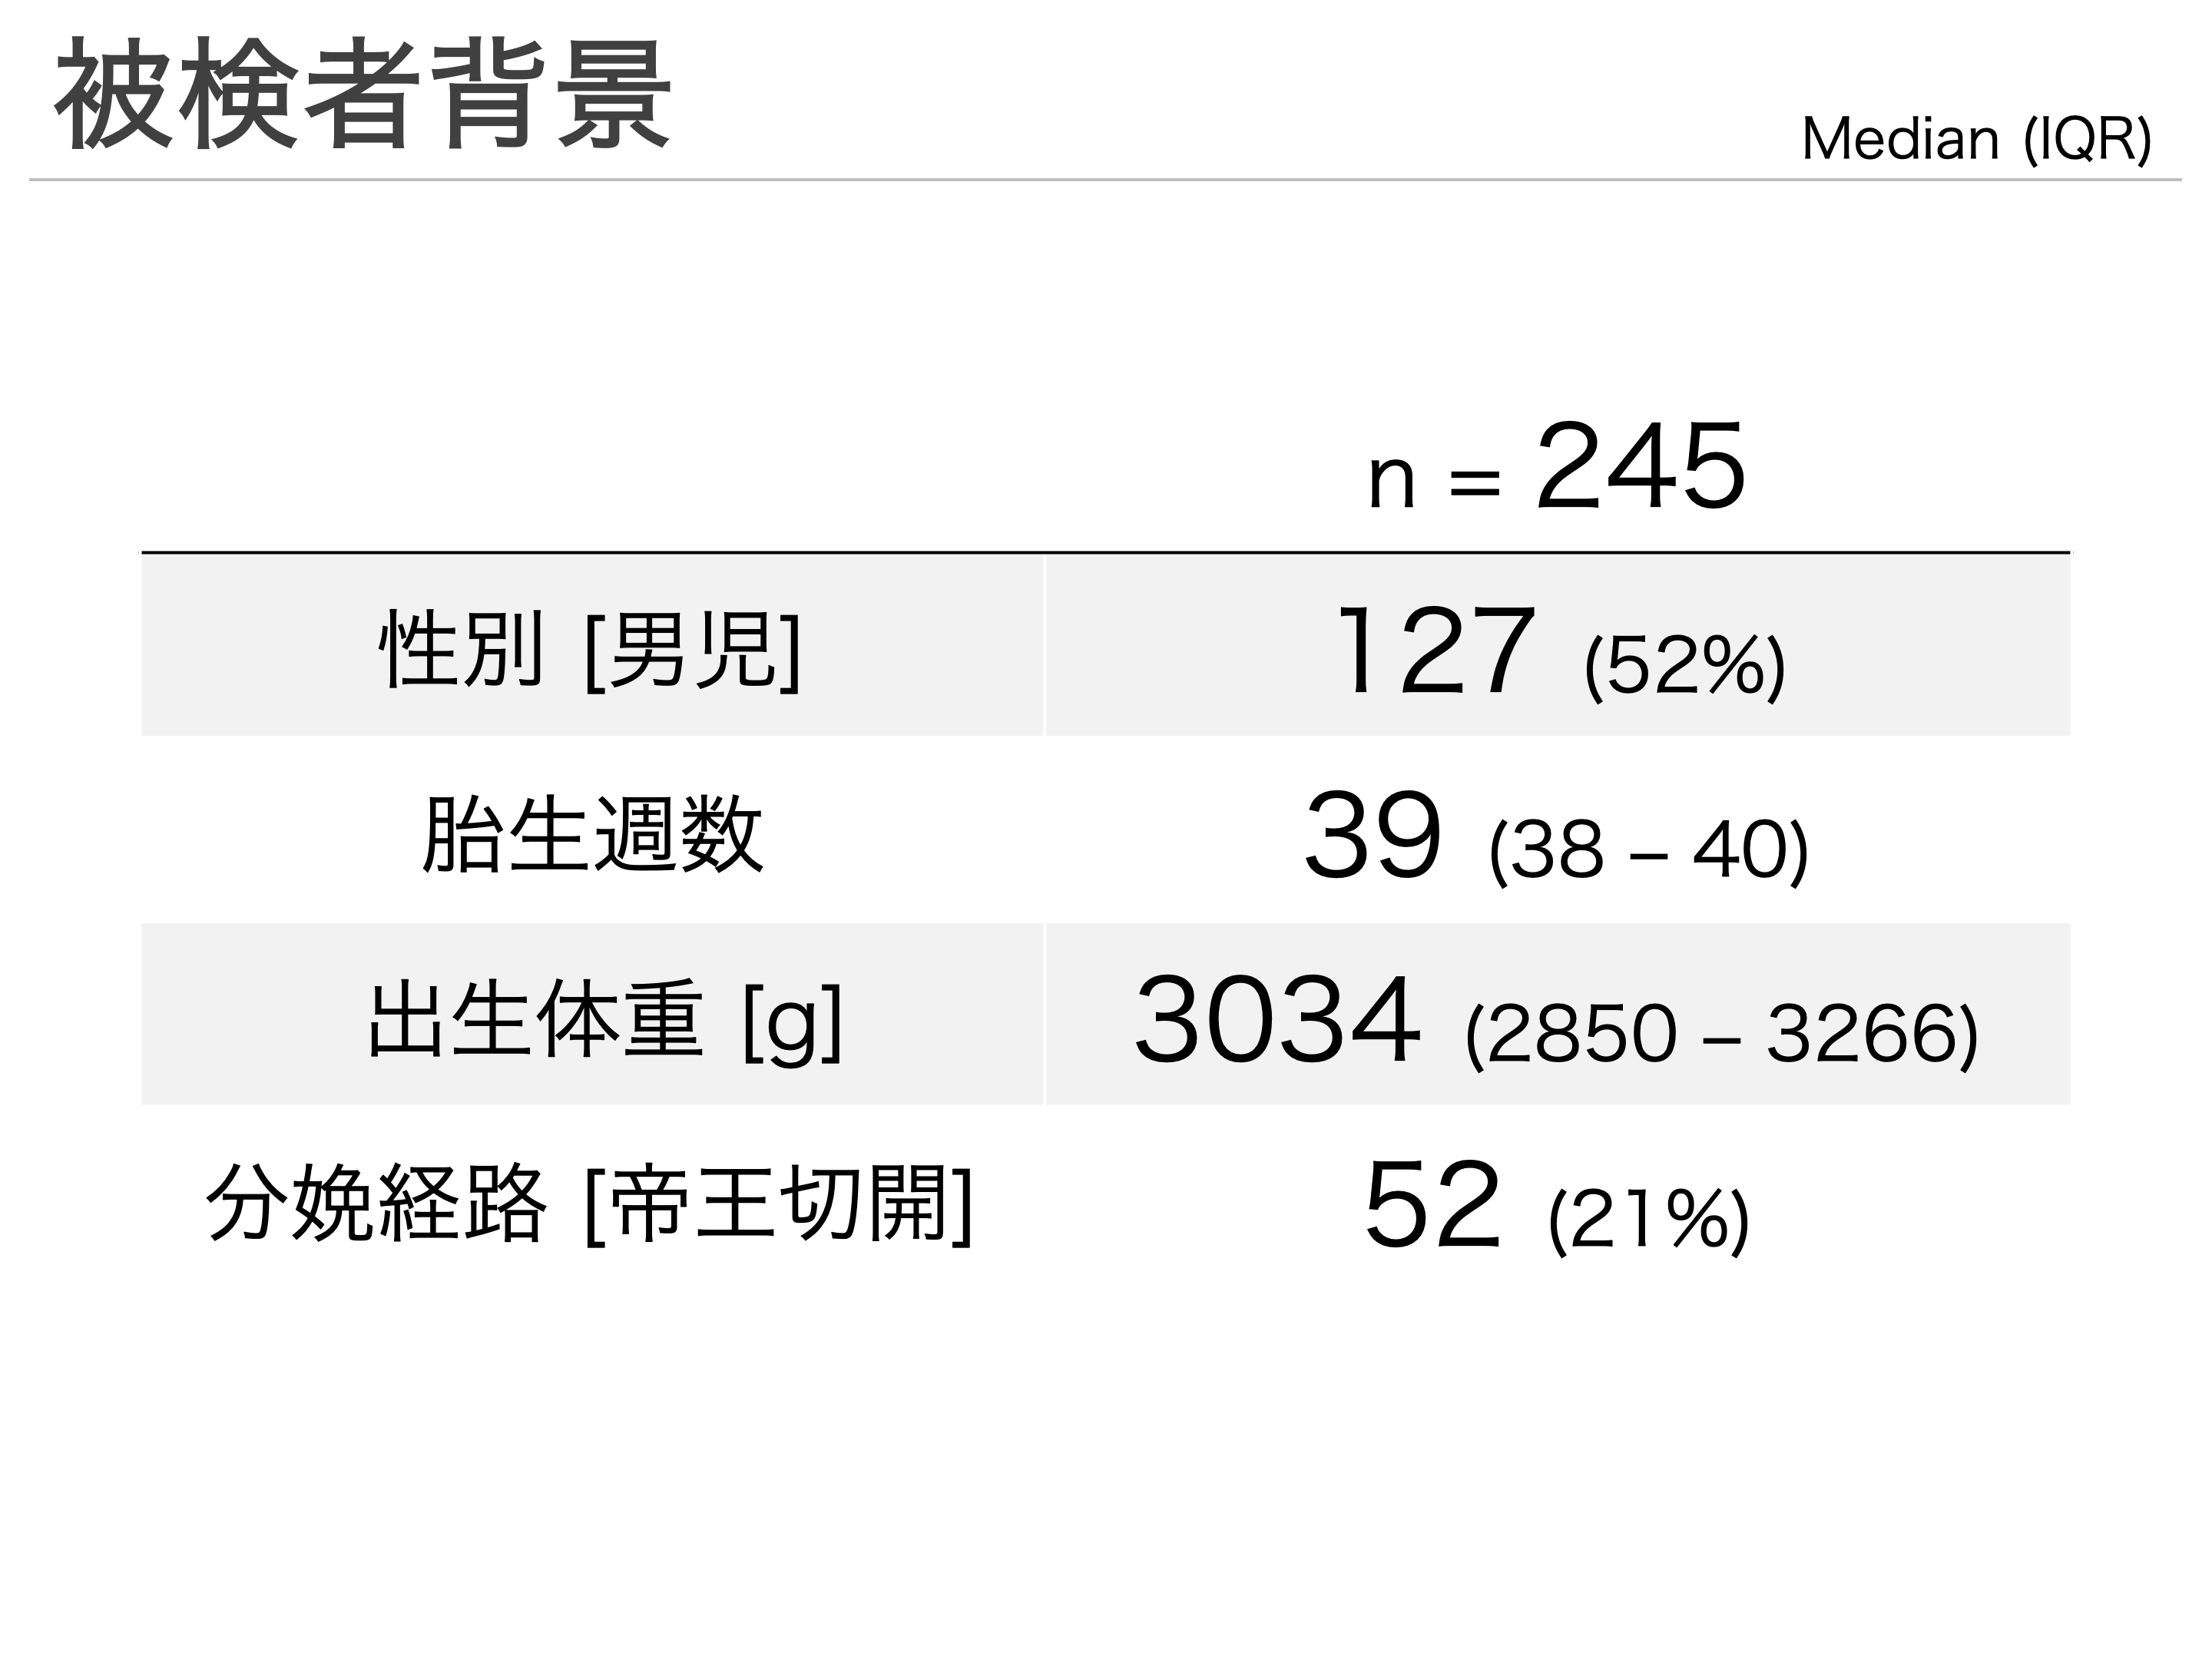 被検者背景
Median (IQR)
n = 245
性別 [男児] 127 (52%)
胎生週数 39 (38 – 40)
出生体重 [g] 3034 (2850 – 3266)
分娩経路 [帝王切開] 52 (21%)